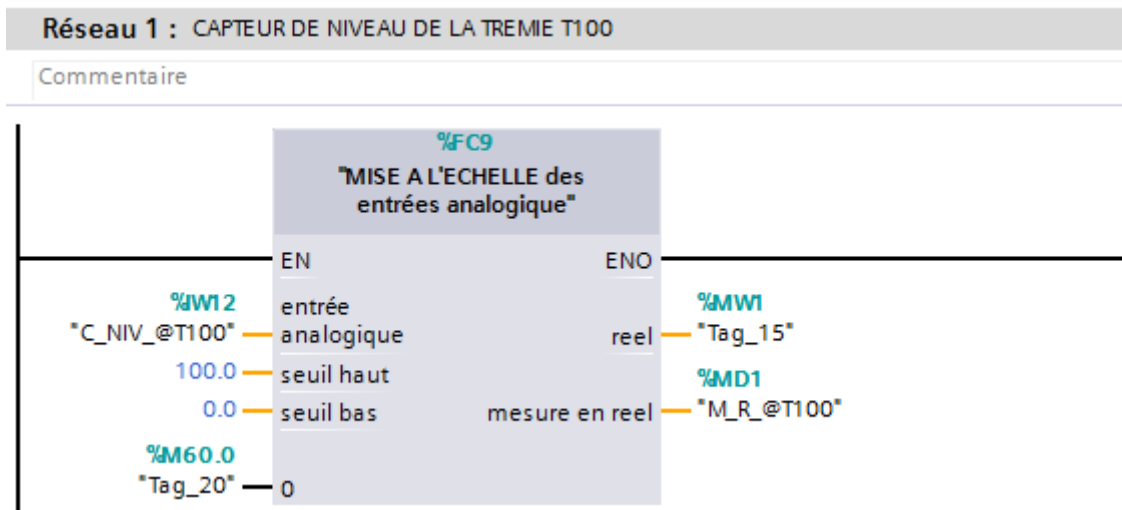 Réseau 1 : CAPTEUR DE NIVEAU DE LA TREMIE T100
Commentaire
%FC9
"MISE A L'ECHELLE des
entrées analogique"
EN ENO
%IW12
"C_NIV_@T100"
entrée
analogique
reel
%MW1
"Tag_15"
100.0 seuil haut
0.0 seuil bas
mesure en reel
%MD1
"M_R_@T100"
%M60.0
"Tag_20" 0